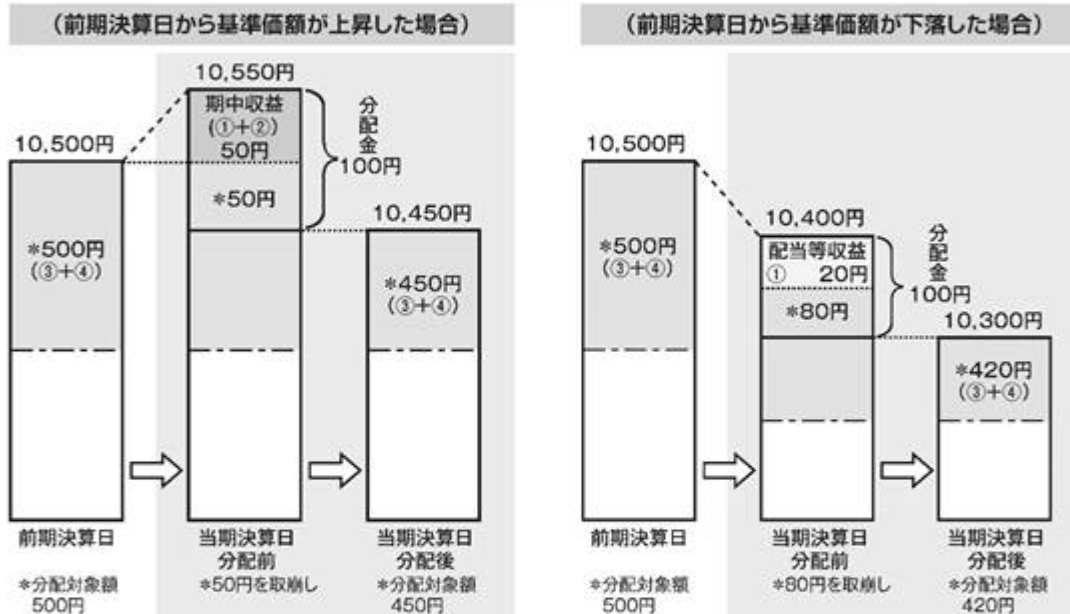 (前期決算日から基準価額が上昇した場合)
10,550円
期中収益
(①+②)
50円
*50円
分配金
100円
10,500円
*500円
(③+④)
10,450円
*450円
(③+④)
前期決算日
当期決算日
分配前
当期決算日
分配後
*分配対象額
500円
*50円を取崩し
*分配対象額
450円
(前期決算日から基準価額が下落した場合)
10,500円
*500円
(③+④)
10,400円
配当等収益
① 20円
*80円
分配金
100円
10,300円
*420円
(③+④)
前期決算日
当期決算日
分配前
当期決算日
分配後
*分配対象額
500円
*80円を取崩し
*分配対象額
420円